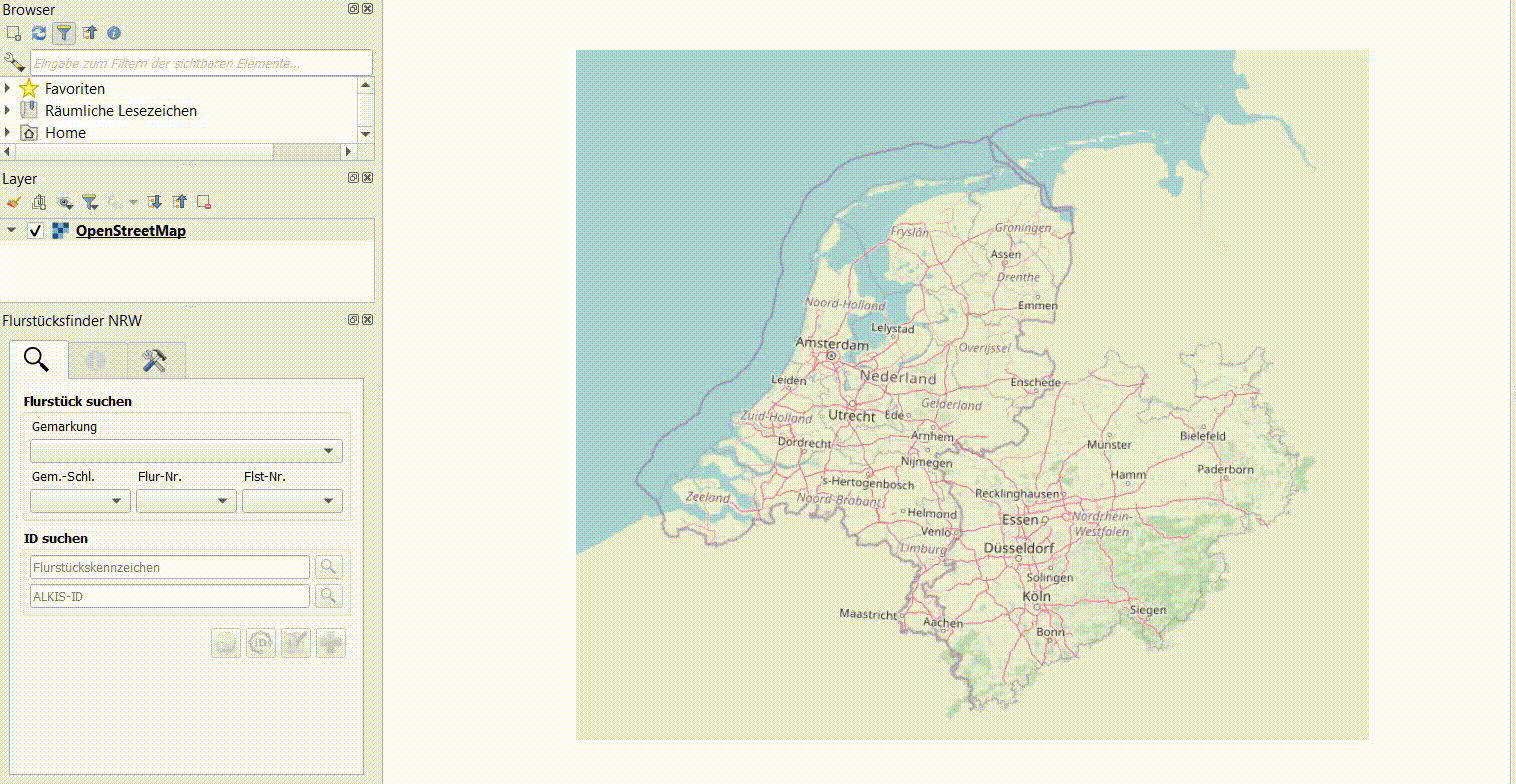 Browser
Eingabe zum Filtern der sichtbaren Elemente...
Favoriten
Räumliche Lesezeichen
Home
Layer
OpenStreetMap
Flurstücksfinder NRW
Flurstück suchen
Gemarkung
Gem.-Schl. Flur-Nr. Flst-Nr.
ID suchen
Flurstückskennzeichen
ALKIS-ID
ID
Fryslân
Groningen
Assen
Drenthe
Noord-Holland
Emmen
Lelystad
Amsterdam
Overijssel
Leiden
Nederland
Enschede
Zuid-Holland
Utrecht
Ede
Gelderland
Dordrecht
Arnhem
Munster
Bielefeld
Nijmegen
Paderborn
Hamm
's-Hertogenbosch
Zeeland
Noord-Brabant
Recklinghausen
Helmond
Essen
Nordrhein-
Westfalen
Venlo
(Limburg
Düsseldorf
Solingen
Köln
Maastricht
Aachen
Siegen
Bonn